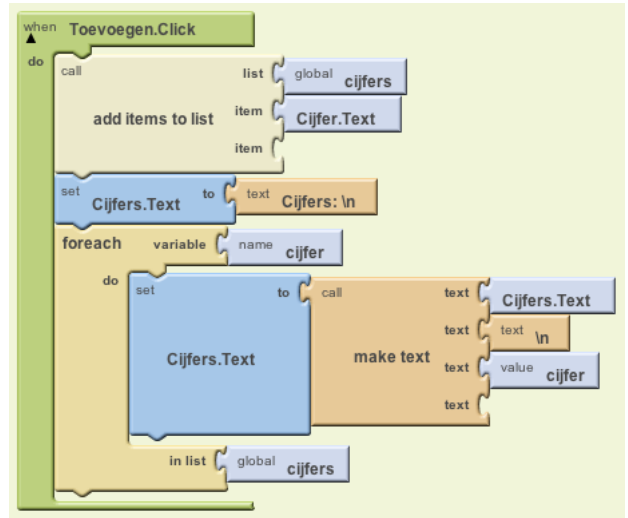 when Toevoegen.Click
do
call list global cijfers
add items to list item Cijfer.Text
item
set Cijfers.Text to text Cijfers: \n
foreach variable name cijfer
do
set to call text Cijfers.Text
text text \n
Cijfers.Text make text text value cijfer
text
in list global cijfers